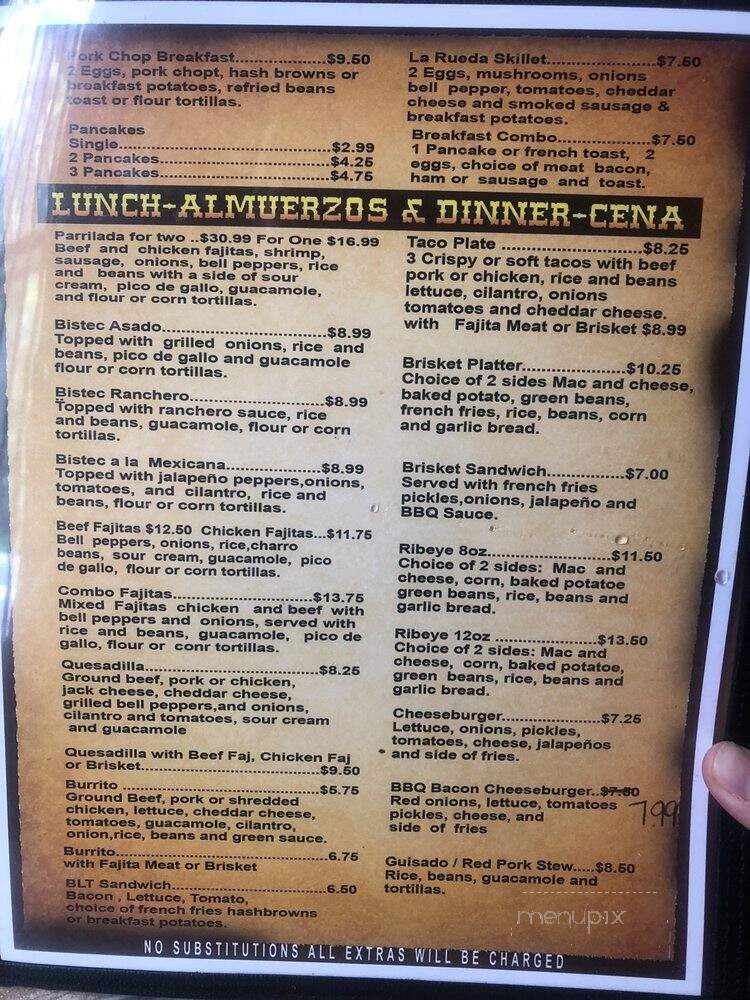 Pork Chop Breakfast................$9.50
2 Eggs, pork chopt, hash browns or
breakfast potatoes, refried beans
toast or flour tortillas.
Pancakes
Single.......................................$2.99
2 Pancakes.............................$4.25
3 Pancakes.............................$4.75
La Rueda Skillet...................$7.50
2 Eggs, mushrooms, onions
bell pepper, tomatoes, cheddar
cheese and smoked sausage &
breakfast potatoes.
Breakfast Combo................$7.50
1 Pancake or french toast, 2
eggs, choice of meat bacon,
ham or sausage and toast.
LUNCH-ALMUERZOS & DINNER-CENA
Parrilada for two ..$30.99 For One $16.99
Beef and chicken fajitas, shrimp,
sausage, onions, bell peppers, rice
and beans with a side of sour
cream, pico de gallo, guacamole,
and flour or corn tortillas.
Bistec Asado.............................$8.99
Topped with grilled onions, rice and
beans, pico de gallo and guacamole
flour or corn tortillas.
Bistec Ranchero........................$8.99
Topped with ranchero sauce, rice
and beans, guacamole, flour or corn
tortillas.
Bistec a la Mexicana.................$8.99
Topped with jalapeño peppers,onions,
tomatoes, and cilantro, rice and
beans, flour or corn tortillas.
Beef Fajitas $12.50 Chicken Fajitas...$11.75
Bell peppers, onions, rice,charro
beans, sour cream, guacamole, pico
de gallo, flour or corn tortillas.
Combo Fajitas.........................$13.75
Mixed Fajitas chicken and beef with
bell peppers and onions, served with
rice and beans, guacamole, pico de
gallo, flour or conr tortillas.
Quesadilla...............................$8.25
Ground beef, pork or chicken,
jack cheese, cheddar cheese,
grilled bell peppers,and onions,
cilantro and tomatoes, sour cream
and guacamole
Quesadilla with Beef Faj, Chicken Faj
or Brisket................................$9.50
Burrito ....................................$5.75
Ground Beef, pork or shredded
chicken, lettuce, cheddar cheese,
tomatoes, guacamole, cilantro,
onion,rice, beans and green sauce.
Burrito......................................6.75
with Fajita Meat or Brisket
BLT Sandwich...........................6.50
Bacon , Lettuce, Tomato,
choice of french fries hashbrowns
or breakfast potatoes.
Taco Plate .........................$8.25
3 Crispy or soft tacos with beef
pork or chicken, rice and beans
lettuce, cilantro, onions
tomatoes and cheddar cheese.
with Fajita Meat or Brisket $8.99
Brisket Platter...................$10.25
Choice of 2 sides Mac and cheese,
baked potato, green beans,
french fries, rice, beans, corn
and garlic bread.
Brisket Sandwich..............$7.00
Served with french fries
pickles,onions, jalapeño and
BBQ Sauce.
Ribeye 8oz........................$11.50
Choice of 2 sides: Mac and
cheese, corn, baked potatoe
green beans, rice, beans and
garlic bread.
Ribeye 12oz ....................$13.50
Choice of 2 sides: Mac and
cheese, corn, baked potatoe,
green beans, rice, beans and
garlic bread.
Cheeseburger....................$7.25
Lettuce, onions, pickles,
tomatoes, cheese, jalapeños
and side of fries.
BBQ Bacon Cheeseburger..$7.50
Red onions, lettuce, tomatoes 7.99
pickles, cheese, and
side of fries
Guisado / Red Pork Stew.....$8.50
Rice, beans, guacamole and
tortillas.
menupix
NO SUBSTITUTIONS ALL EXTRAS WILL BE CHARGED